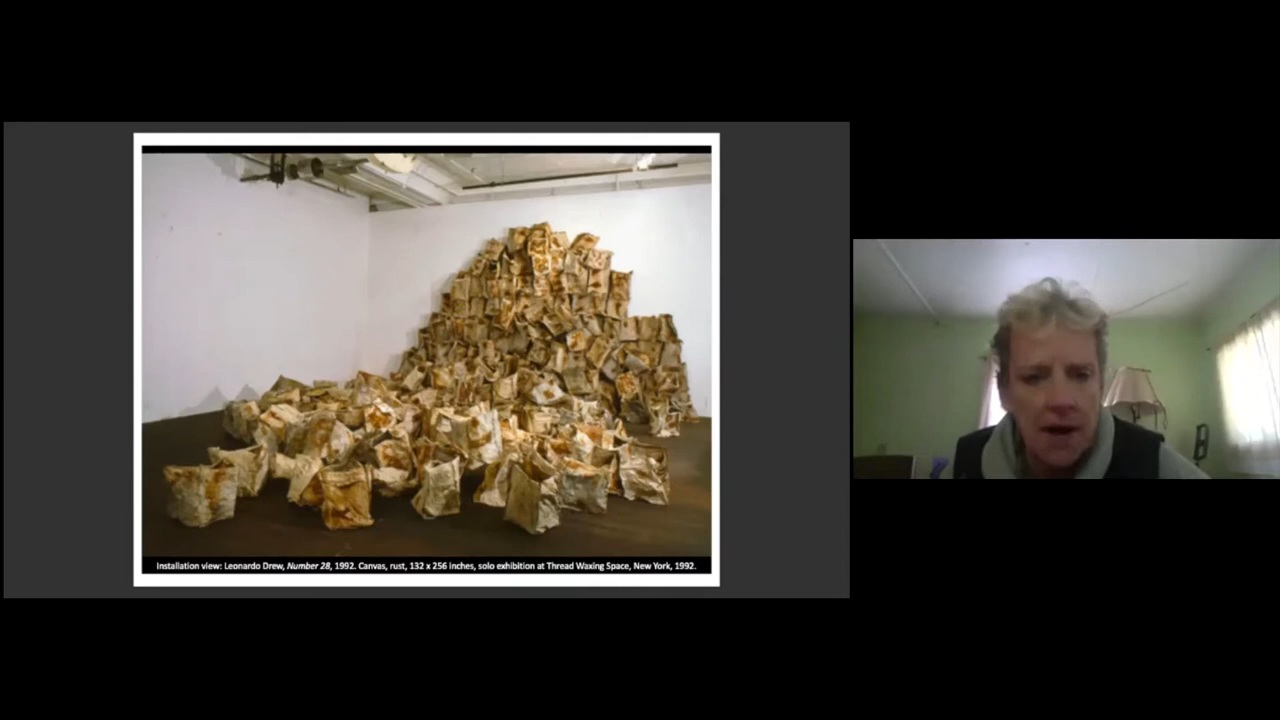 Installation view: Leonardo Drew, Number 28, 1992. Canvas, rust, 132 x 256 inches, solo exhibition at Thread Waxing Space, New York, 1992.